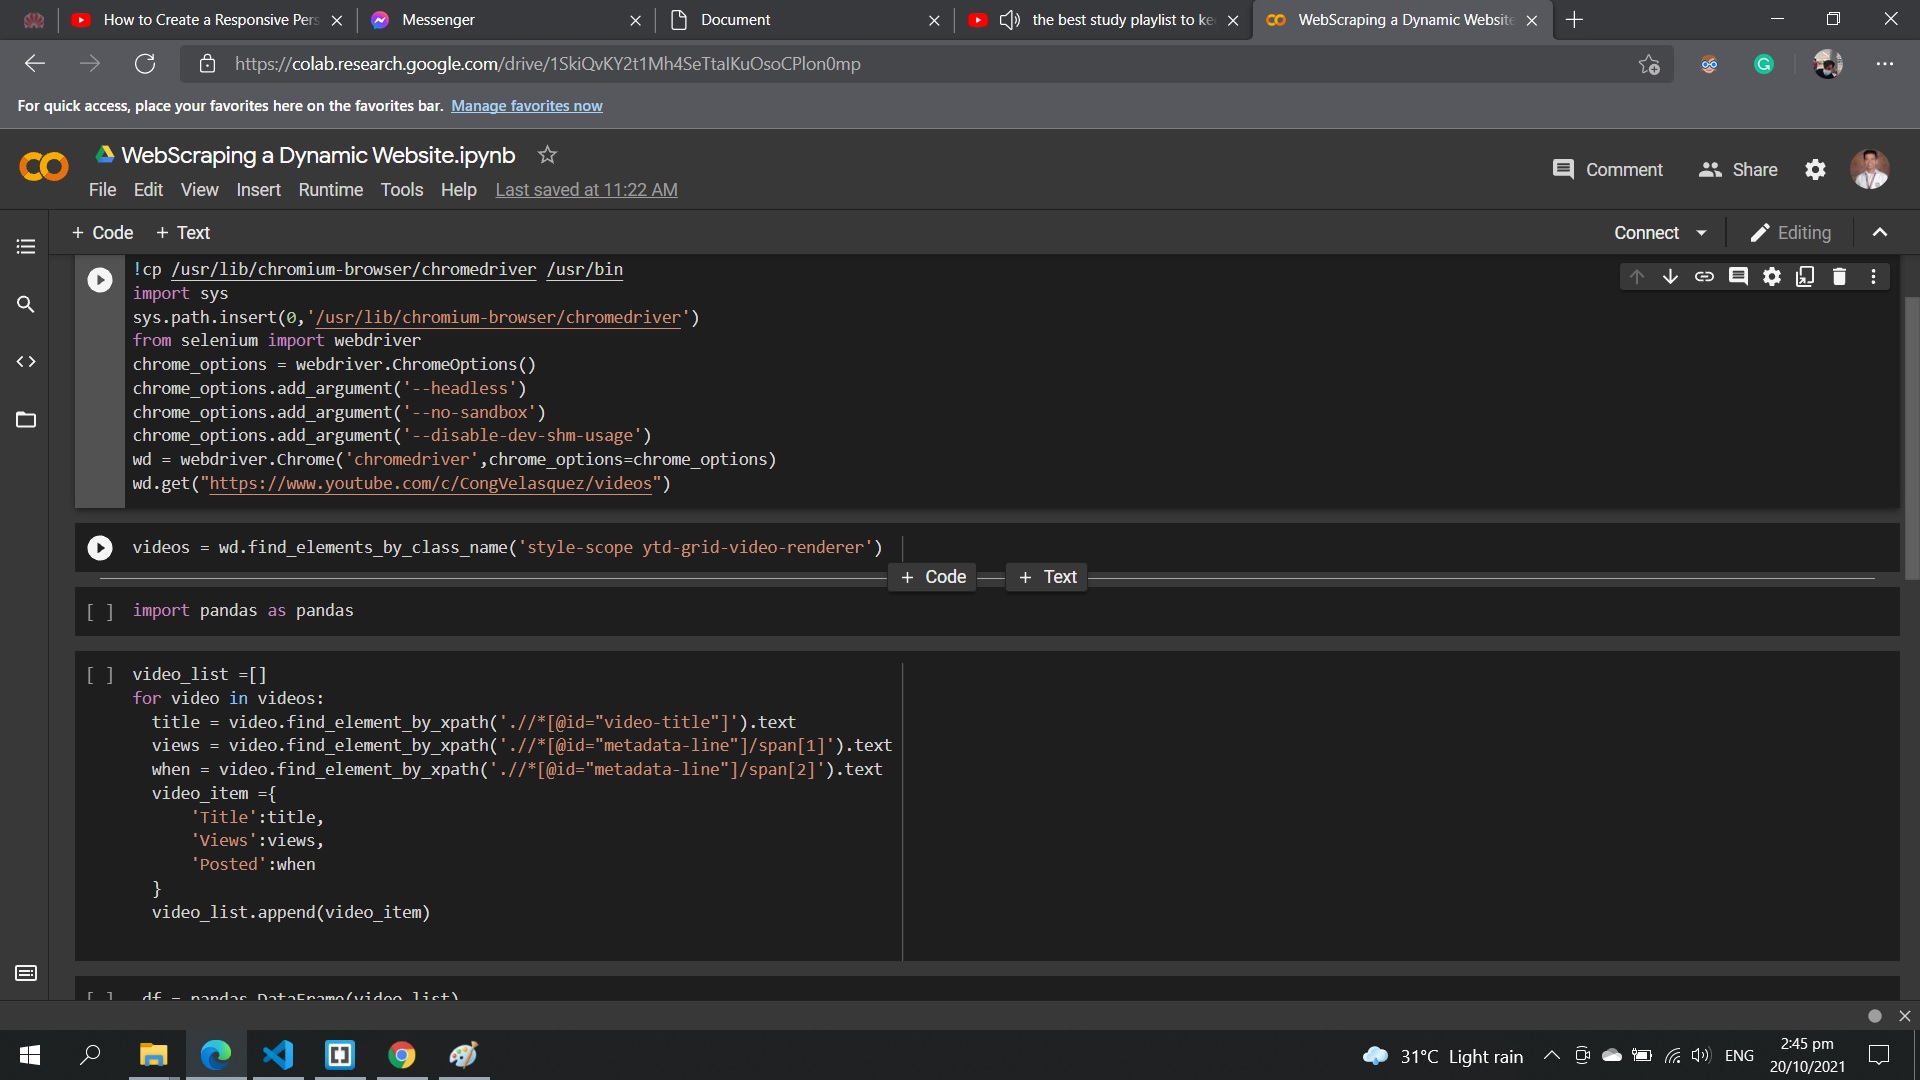 How to Create a Responsive Pers
Messenger
Document
the best study playlist to ke
WebScraping a Dynamic Website
https://colab.research.google.com/drive/1SkiQvKY2t1Mh4SeTtaIKuOsoCPlon0mp
For quick access, place your favorites here on the favorites bar. Manage favorites now
WebScraping a Dynamic Website.ipynb
File Edit View Insert Runtime Tools Help Last saved at 11:22 AM
Comment Share
+ Code + Text
Connect Editing
!cp /usr/lib/chromium-browser/chromedriver /usr/bin
import sys
sys.path.insert(0,'/usr/lib/chromium-browser/chromedriver')
from selenium import webdriver
chrome_options = webdriver.ChromeOptions()
chrome_options.add_argument('--headless')
chrome_options.add_argument('--no-sandbox')
chrome_options.add_argument('--disable-dev-shm-usage')
wd = webdriver.Chrome('chromedriver',chrome_options=chrome_options)
wd.get("https://www.youtube.com/c/CongVelasquez/videos")
videos = wd.find_elements_by_class_name('style-scope ytd-grid-video-renderer')
+ Code + Text
[ ] import pandas as pandas
[ ] video_list =[]
for video in videos:
title = video.find_element_by_xpath('.//*[@id="video-title"]').text
views = video.find_element_by_xpath('.//*[@id="metadata-line"]/span[1]').text
when = video.find_element_by_xpath('.//*[@id="metadata-line"]/span[2]').text
video_item ={
'Title':title,
'Views':views,
'Posted':when
}
video_list.append(video_item)
[ ] df = pandas.DataFrame(video_list)
31°C Light rain
ENG
2:45 pm
20/10/2021